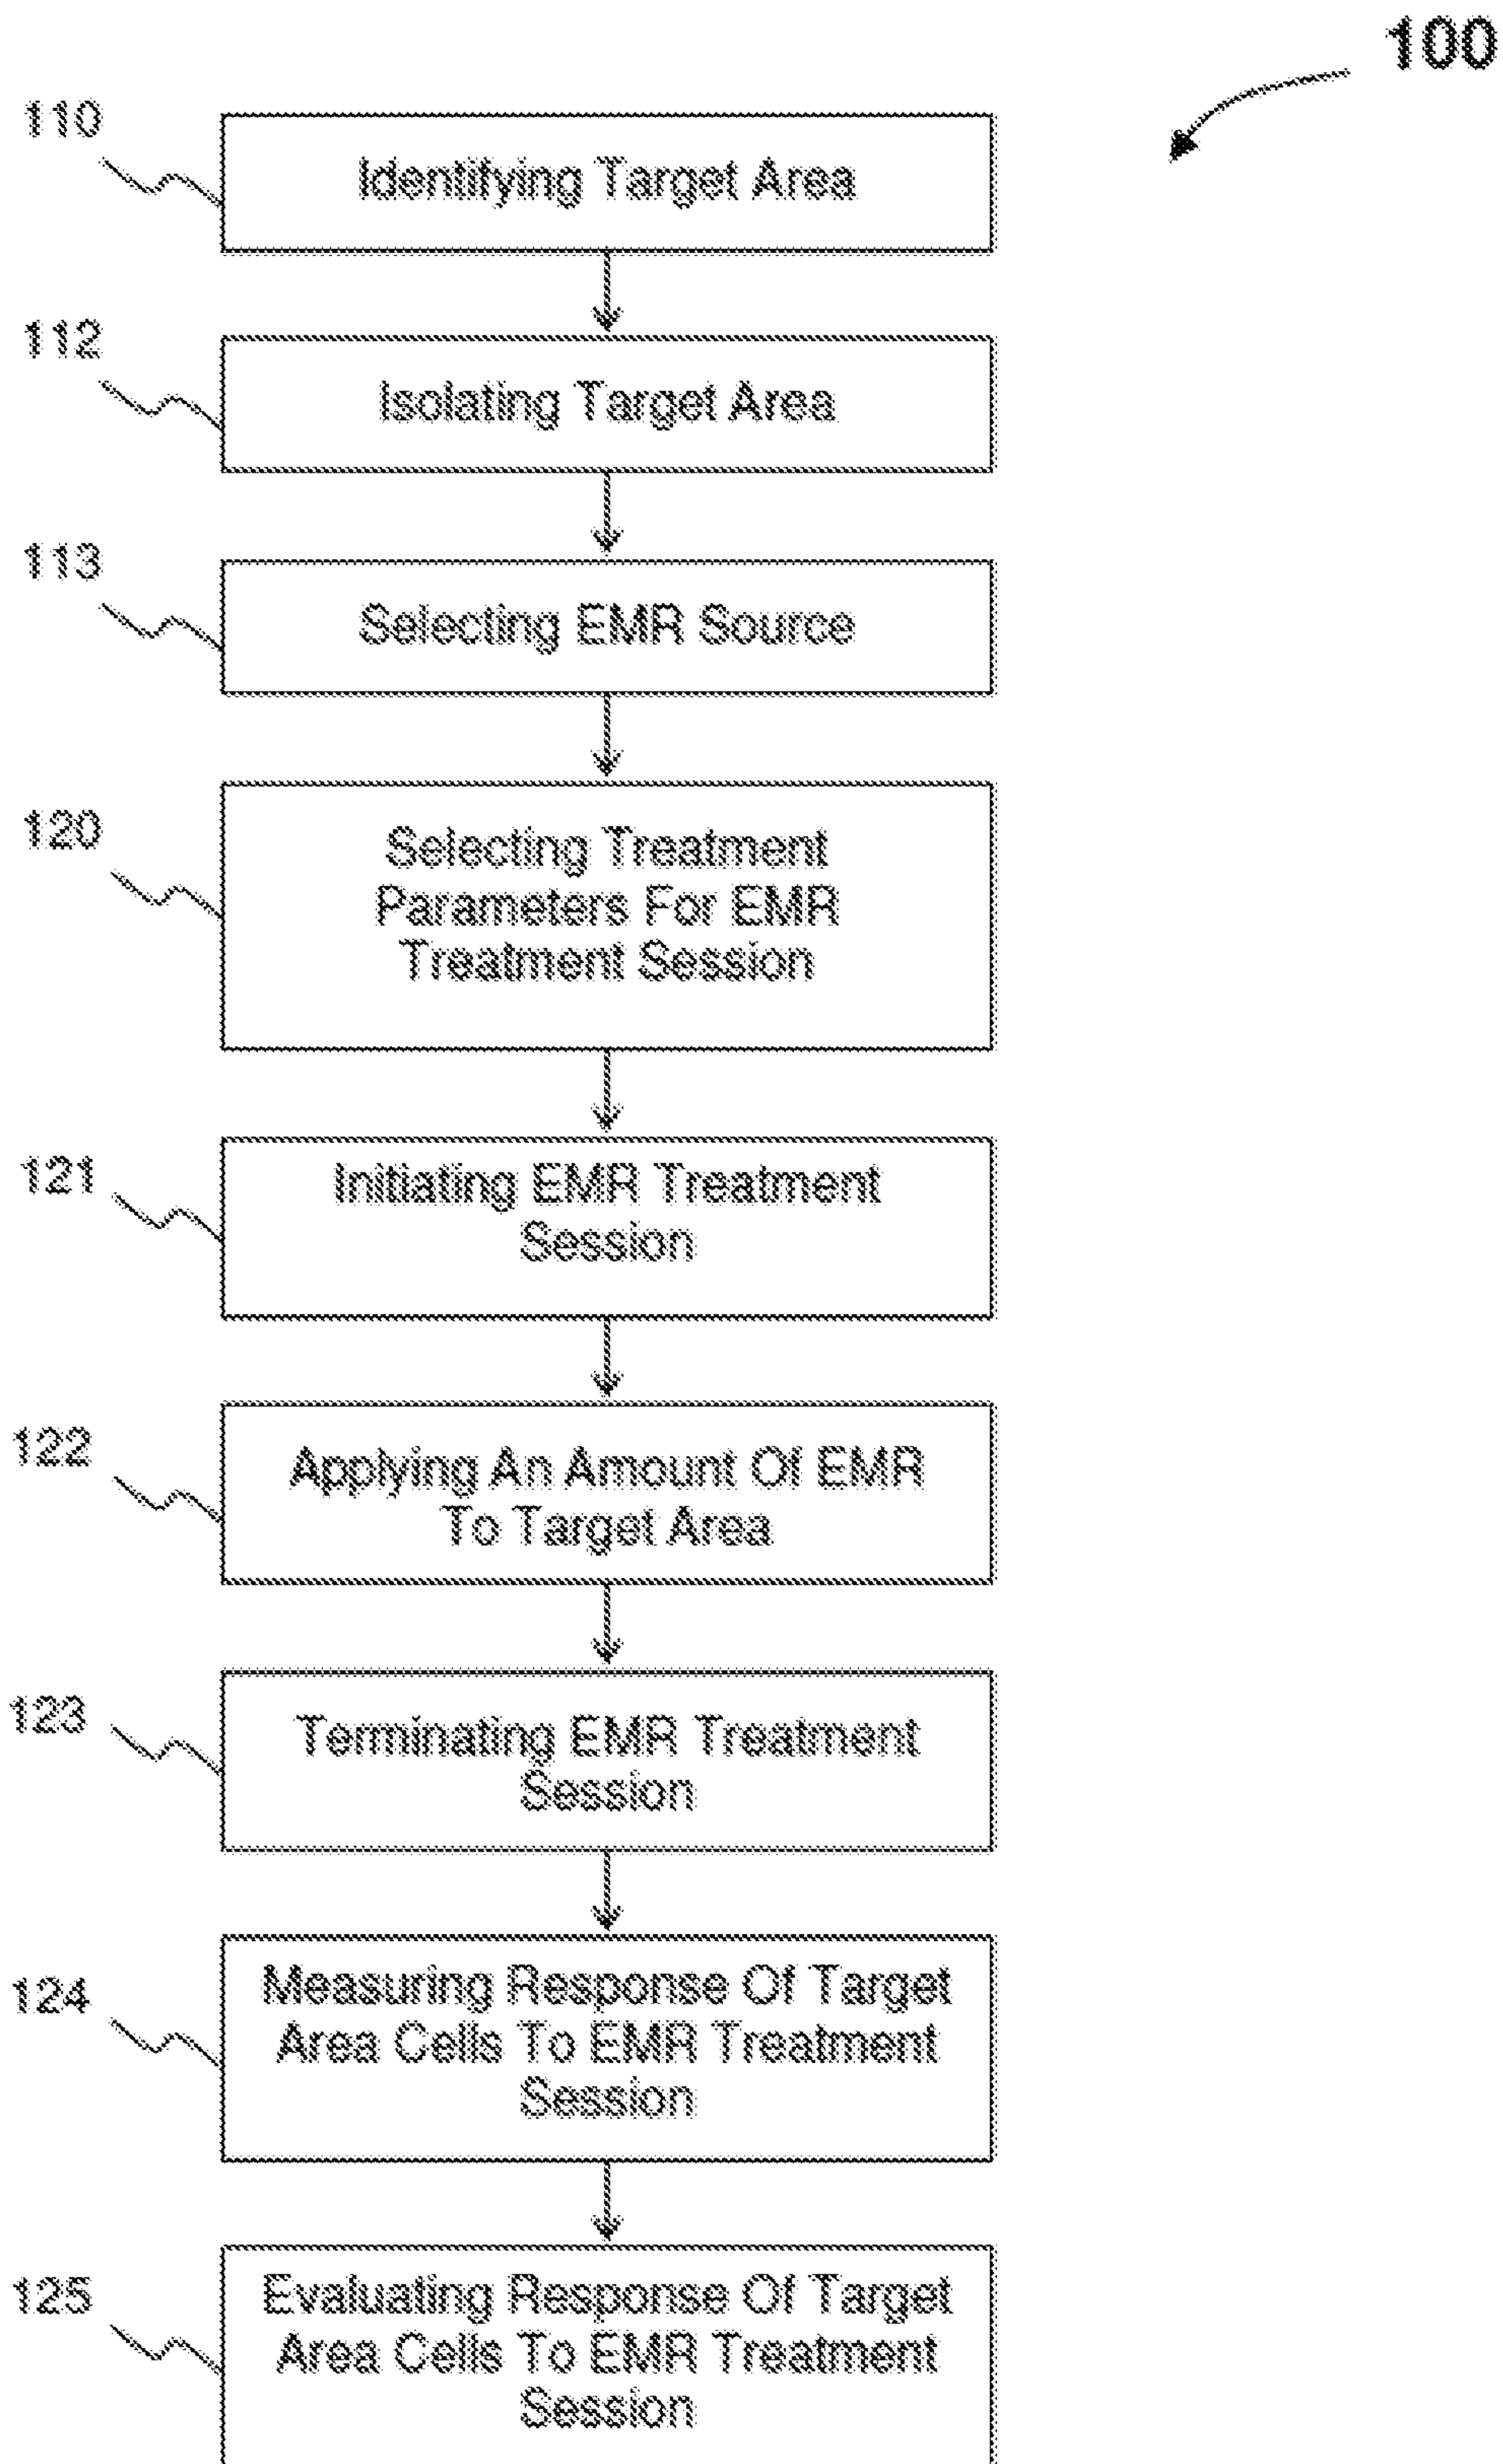 100
110
Identifying Target Area
112
Isolating Target Area
113
Selecting EMR Source
120
Selecting Treatment
Parameters For EMR
Treatment Session
121
Initiating EMR Treatment
Session
122
Applying An Amount Of EMR
To Target Area
123
Terminating EMR Treatment
Session
124
Measuring Response Of Target
Area Cells To EMR Treatment
Session
125
Evaluating Response Of Target
Area Cells To EMR Treatment
Session